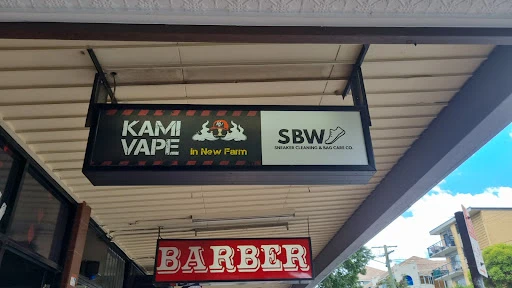 KAMI
VAPE
in New Farm
SBW
SNEAKER CLEANING & BAG CARE CO.
BARBER